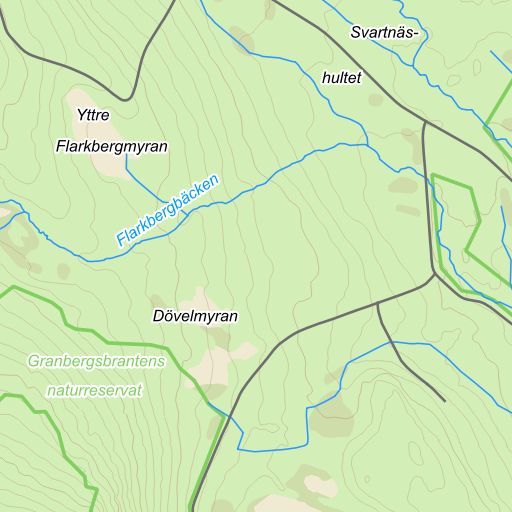 Svartnäs-
hultet
Yttre
Flarkbergmyran
Flarkbergbäcken
Dövelmyran
Granbergsbrantens
naturreservat